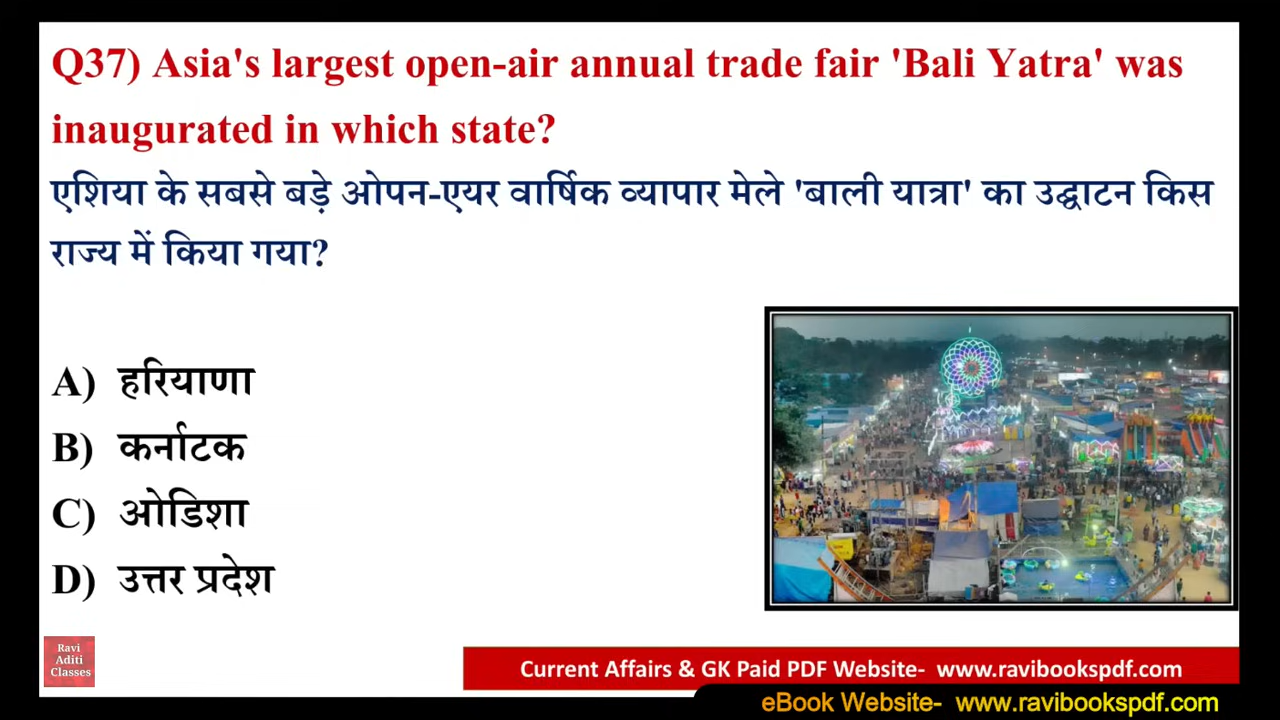 Q37) Asia's largest open-air annual trade fair 'Bali Yatra' was
inaugurated in which state?
एशिया के सबसे बड़े ओपन-एयर वार्षिक व्यापार मेले 'बाली यात्रा' का उद्घाटन किस
राज्य में किया गया?
A) हरियाणा
B) कर्नाटक
C) ओडिशा
D) उत्तर प्रदेश
Ravi
Aditi
Classes
Current Affairs & GK Paid PDF Website- www.ravibookspdf.com
eBook Website- www.ravibookspdf.com